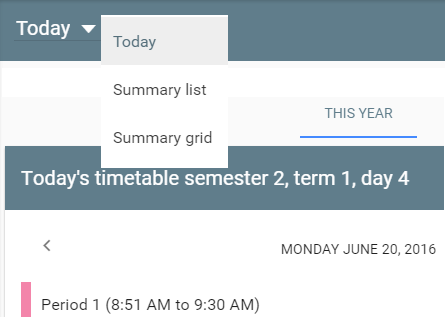 Today
Today
Summary list
Summary grid
THIS YEAR
Today's timetable semester 2, term 1, day 4
MONDAY JUNE 20, 2016
Period 1 (8:51 AM to 9:30 AM)